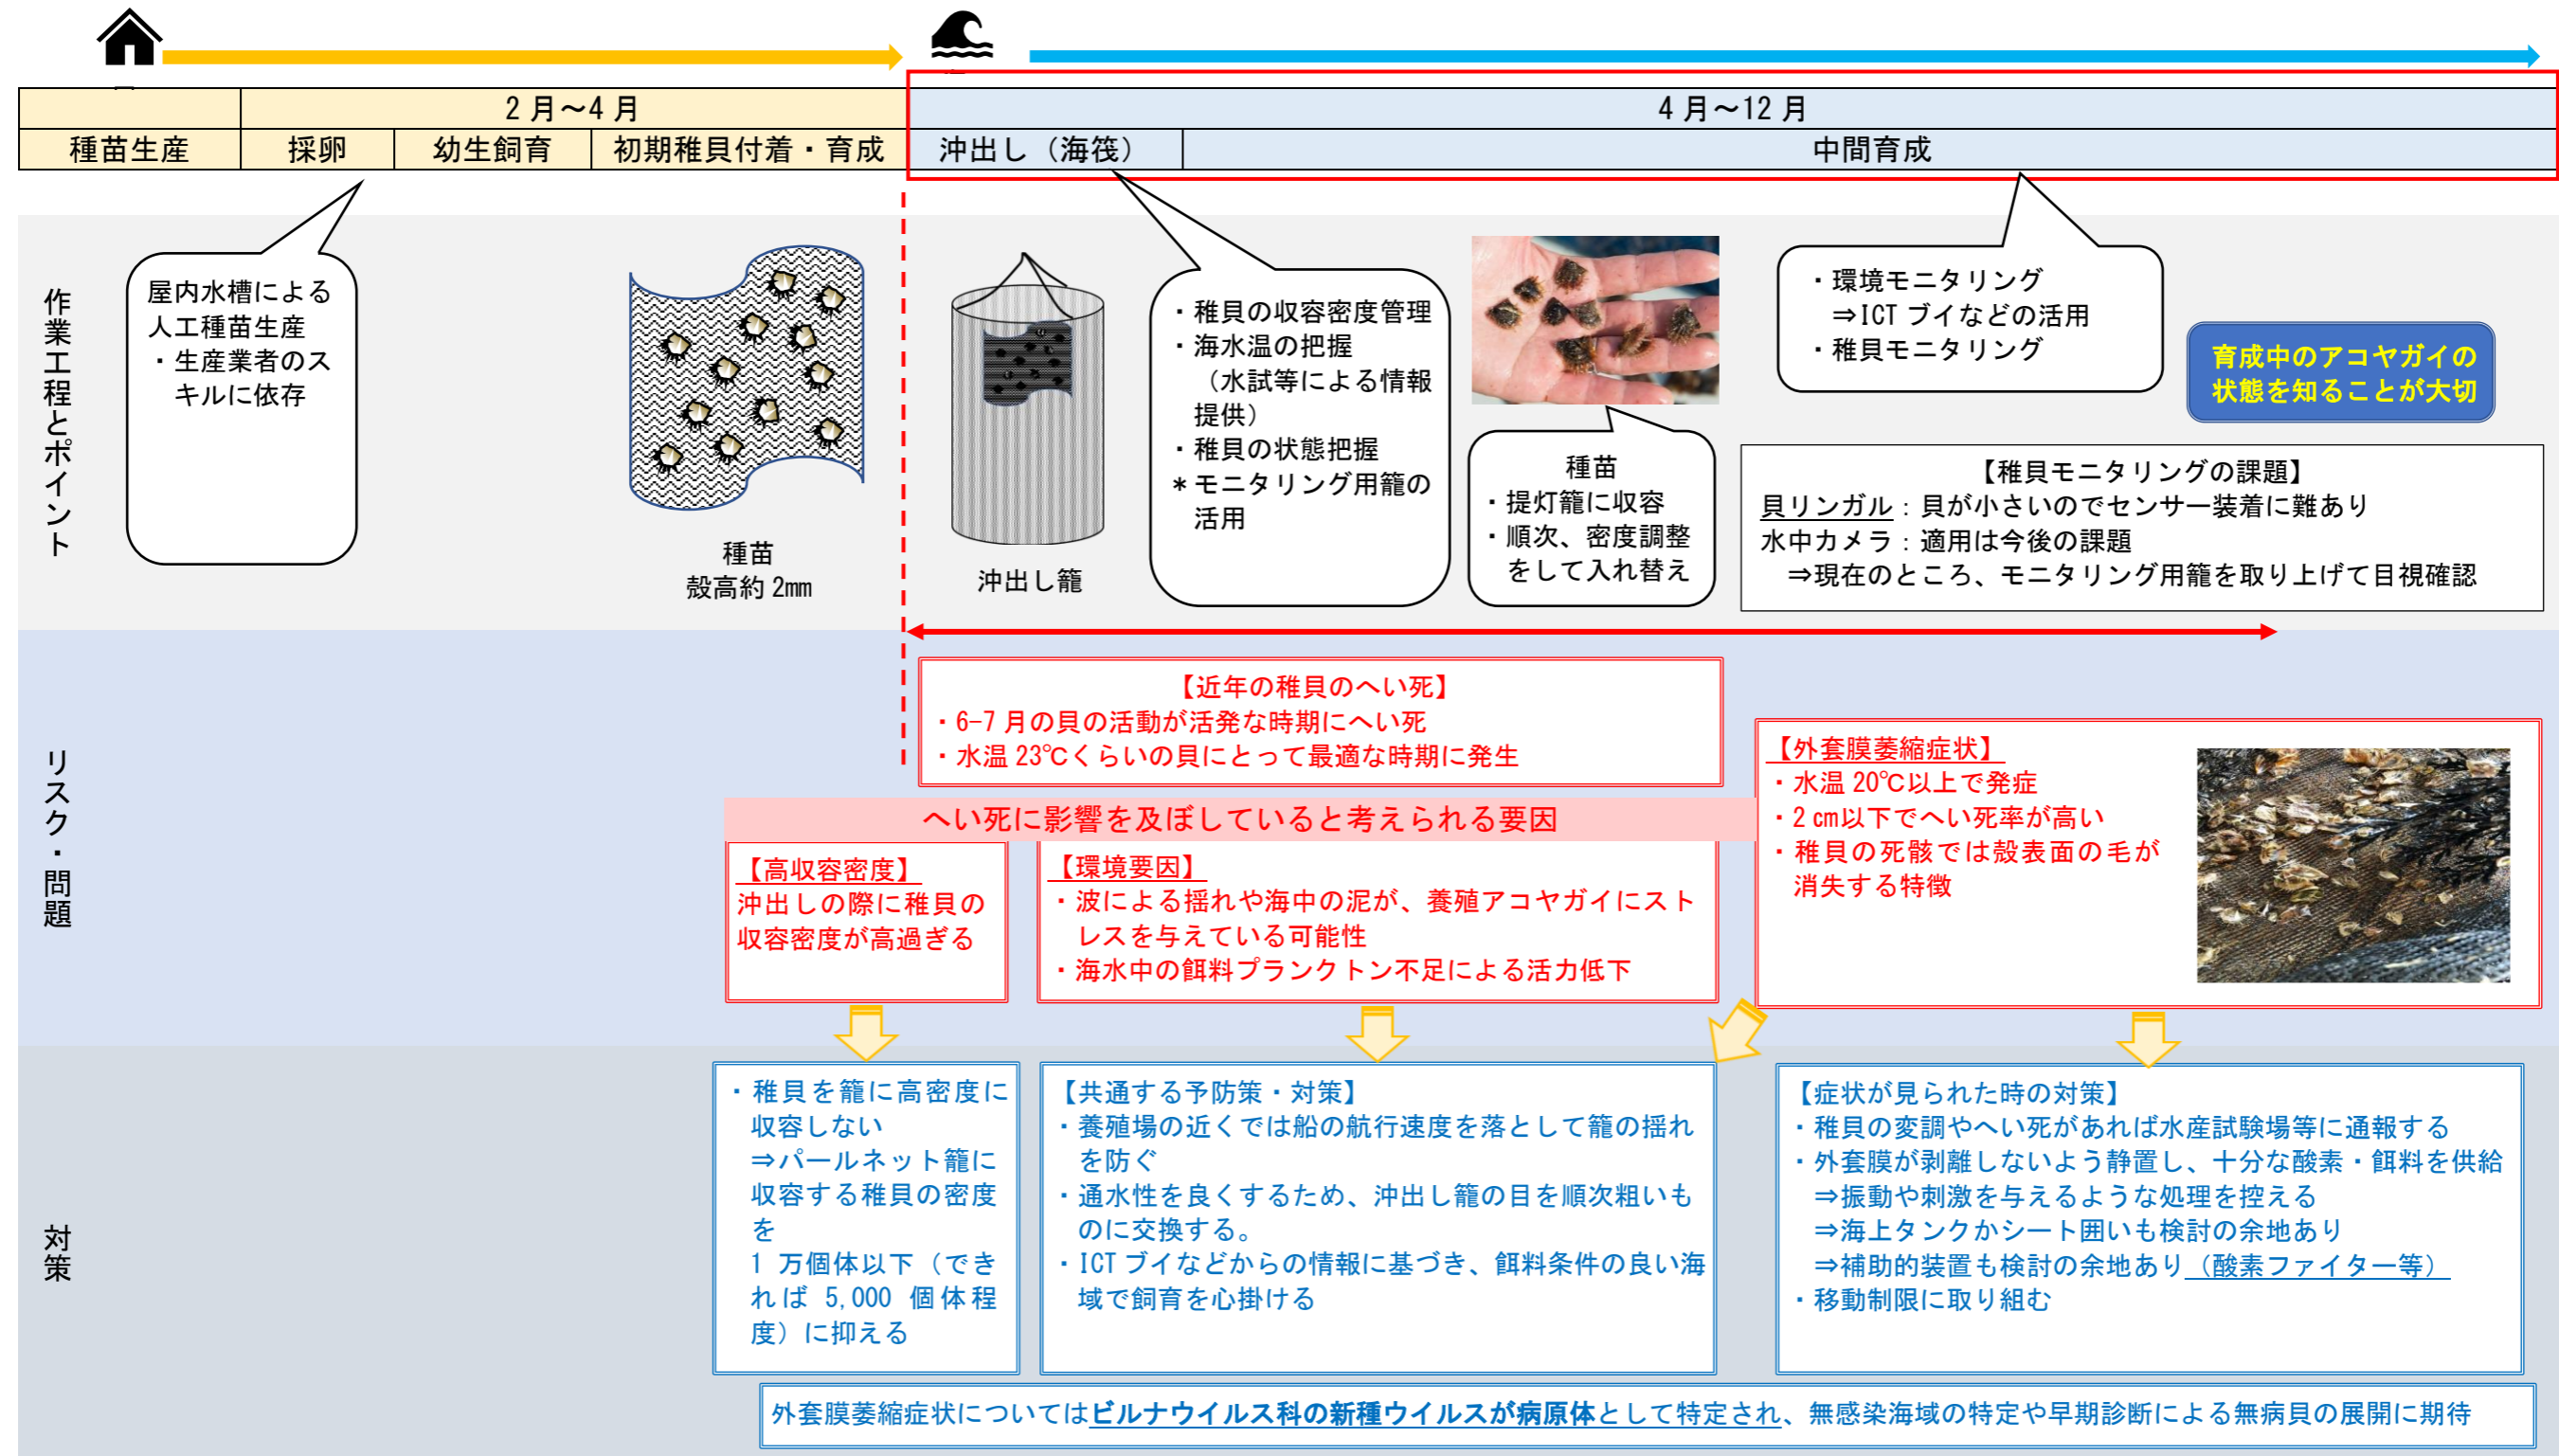 2月～4月
4月～12月
種苗生産
採卵
幼生飼育
初期稚貝付着・育成
沖出し（海筏）
中間育成
作業工程とポイント
屋内水槽による
人工種苗生産
・生産業者のス
キルに依存
種苗
殻高約2㎜
沖出し籠
・稚貝の収容密度管理
・海水温の把握
（水試等による情報
提供）
・稚貝の状態把握
＊モニタリング用籠の
活用
種苗
・提灯籠に収容
・順次、密度調整
をして入れ替え
・環境モニタリング
⇒ICTブイなどの活用
・稚貝モニタリング
育成中のアコヤガイの
状態を知ることが大切
【稚貝モニタリングの課題】
貝リンガル：貝が小さいのでセンサー装着に難あり
水中カメラ：適用は今後の課題
⇒現在のところ、モニタリング用籠を取り上げて目視確認
リスク・問題
【近年の稚貝のへい死】
・6-7月の貝の活動が活発な時期にへい死
・水温23℃くらいの貝にとって最適な時期に発生
へい死に影響を及ぼしていると考えられる要因
【高収容密度】
沖出しの際に稚貝の
収容密度が高過ぎる
【環境要因】
・波による揺れや海中の泥が、養殖アコヤガイにスト
レスを与えている可能性
・海水中の餌料プランクトン不足による活力低下
【外套膜萎縮症状】
・水温20℃以上で発症
・2㎝以下でへい死率が高い
・稚貝の死骸では殻表面の毛が
消失する特徴
対策
・稚貝を籠に高密度に
収容しない
⇒パールネット籠に
収容する稚貝の密度
を
1万個体以下（でき
れば5,000個体程
度）に抑える
【共通する予防策・対策】
・養殖場の近くでは船の航行速度を落として籠の揺れ
を防ぐ
・通水性を良くするため、沖出し籠の目を順次粗いも
のに交換する。
・ICTブイなどからの情報に基づき、餌料条件の良い海
域で飼育を心掛ける
【症状が見られた時の対策】
・稚貝の変調やへい死があれば水産試験場等に通報する
・外套膜が剥離しないよう静置し、十分な酸素・餌料を供給
⇒振動や刺激を与えるような処理を控える
⇒海上タンクかシート囲いも検討の余地あり
⇒補助的装置も検討の余地あり（酸素ファイター等）
・移動制限に取り組む
外套膜萎縮症状についてはビルナウイルス科の新種ウイルスが病原体として特定され、無感染海域の特定や早期診断による無病貝の展開に期待